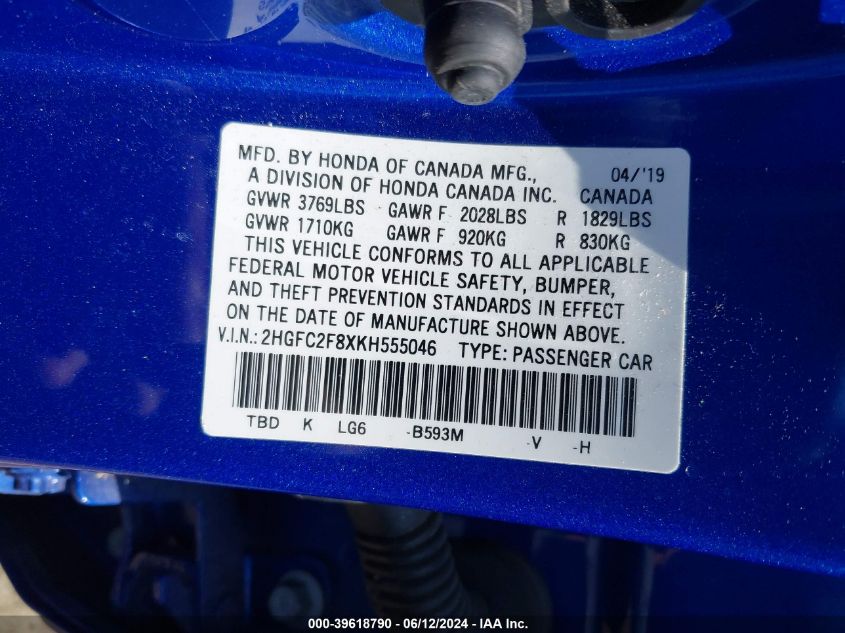 MFD. BY HONDA OF CANADA MFG., 04/'19
A DIVISION OF HONDA CANADA INC. CANADA
GVWR 3769LBS GAWR F 2028LBS R 1829LBS
GVWR 1710KG GAWR F 920KG R 830KG
THIS VEHICLE CONFORMS TO ALL APPLICABLE
FEDERAL MOTOR VEHICLE SAFETY, BUMPER,
AND THEFT PREVENTION STANDARDS IN EFFECT
ON THE DATE OF MANUFACTURE SHOWN ABOVE.
V.I.N.: 2HGFC2F8XKH555046 TYPE: PASSENGER CAR
TBD K LG6 -B593M -V -H
000-39618790 - 06/12/2024 - IAA Inc.